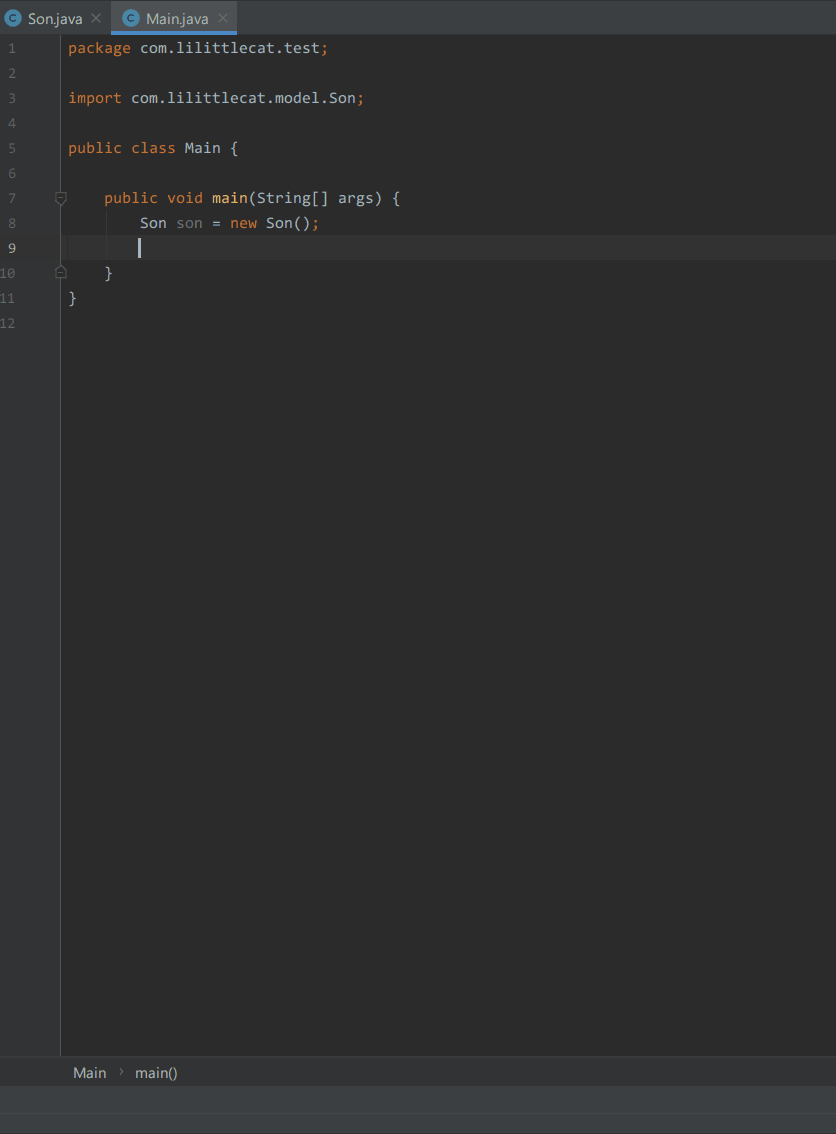 Son.java Main.java
1 package com.lilittlecat.test;
2
3 import com.lilittlecat.model.Son;
4
5 public class Main {
6
7     public void main(String[] args) {
8         Son son = new Son();
9
10     }
11 }
12
Main › main()